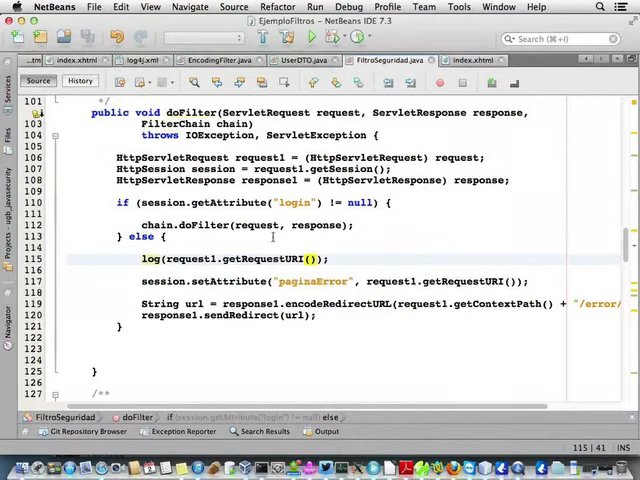 NetBeans File Edit View Navigate Source Refactor Run Debug Profile Team Tools Window Help
EjemploFiltros – NetBeans IDE 7.3
Search (⌘+I)
...tm index.xhtml log4j.xml EncodingFilter.java UserDTO.java FiltroSeguridad.java index.xhtml
Source History
Services
Files
Projects - ugb_javasecurity
Navigator
101 */
public void doFilter(ServletRequest request, ServletResponse response,
103 FilterChain chain)
104 throws IOException, ServletException {
105
106 HttpServletRequest request1 = (HttpServletRequest) request;
107 HttpSession session = request1.getSession();
108 HttpServletResponse response1 = (HttpServletResponse) response;
109
110 if (session.getAttribute("login") != null) {
111
112 chain.doFilter(request, response);
113 } else {
114
115 log(request1.getRequestURI());
116
117 session.setAttribute("paginaError", request1.getRequestURI());
118
119 String url = response1.encodeRedirectURL(request1.getContextPath() + "/error/
120 response1.sendRedirect(url);
121 }
122
123
124
125 }
126
127 /**
FiltroSeguridad doFilter if (session.getAttribute("login") != null) else
Git Repository Browser Exception Reporter Search Results Output
115 | 41 INS